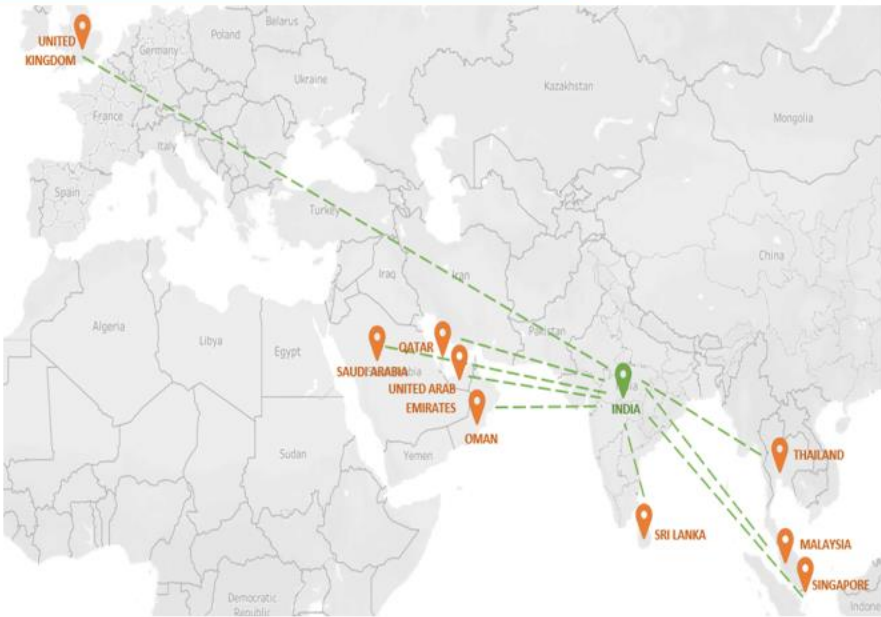 UNITED
KINGDOM
Belarus
Poland
Germany
Ukraine
Kazakhstan
France
Mongolia
Italy
Spain
Turkey
China
Iraq
Iran
Algeria
Libya
Egypt
Pakistan
QATAR
SAUDI ARABIA
UNITED ARAB
EMIRATES
INDIA
OMAN
Sudan
Yemen
THAILAND
SRI LANKA
MALAYSIA
SINGAPORE
Democratic
Republic
Indone